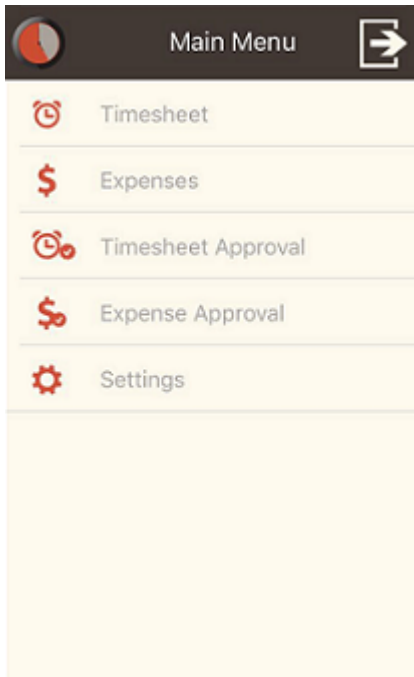 Main Menu
Timesheet
Expenses
Timesheet Approval
Expense Approval
Settings